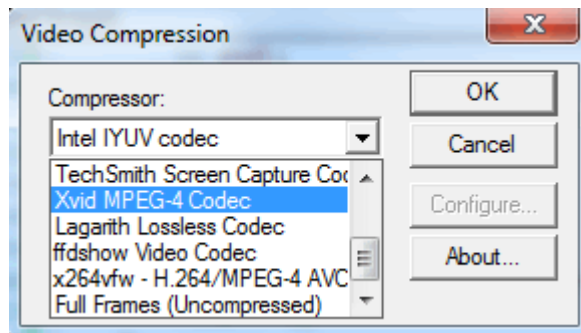 Video Compression
Compressor:
Intel IYUV codec
TechSmith Screen Capture Coc
Xvid MPEG-4 Codec
Lagarith Lossless Codec
ffdshow Video Codec
x264vfw - H.264/MPEG-4 AVC
Full Frames (Uncompressed)
OK
Cancel
Configure...
About...